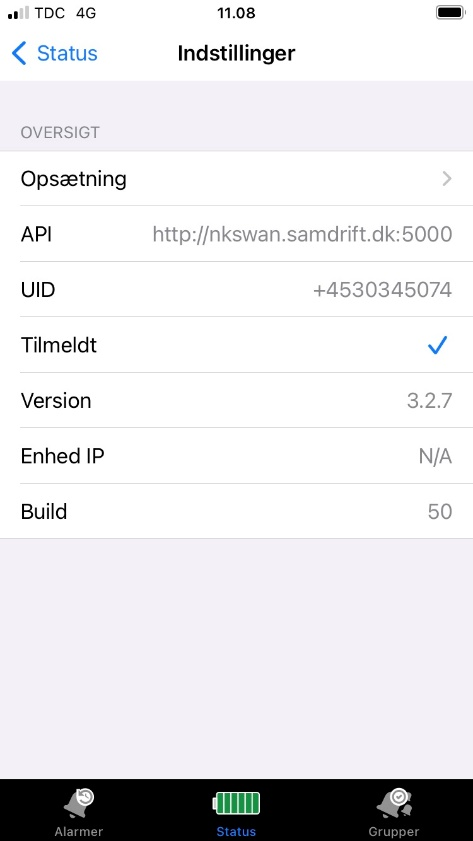 TDC 4G 11.08
Status Indstillinger
OVERSIGT
Opsætning
API http://nkswan.samdrift.dk:5000
UID +4530345074
Tilmeldt
Version 3.2.7
Enhed IP N/A
Build 50
Alarmer Status Grupper